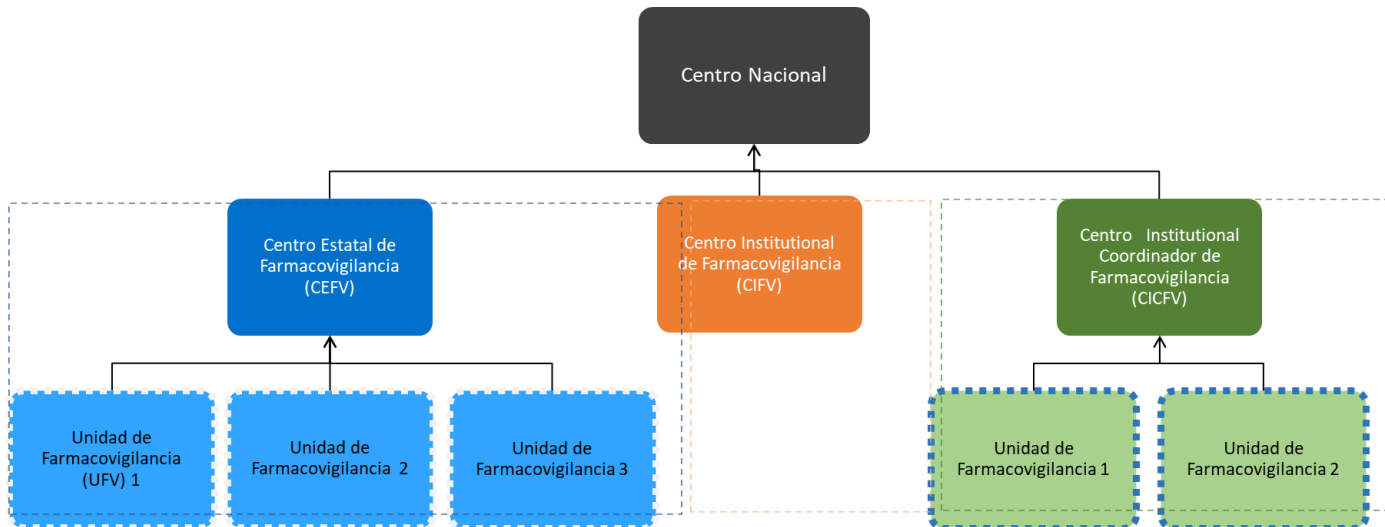 Centro Nacional
Centro Estatal de
Farmacovigilancia
(CEFV)
Centro Institutional
de Farmacovigilancia
(CIFV)
Centro Institutional
Coordinador de
Farmacovigilancia
(CICFV)
Unidad de
Farmacovigilancia
(UFV) 1
Unidad de
Farmacovigilancia 2
Unidad de
Farmacovigilancia 3
Unidad de
Farmacovigilancia 1
Unidad de
Farmacovigilancia 2